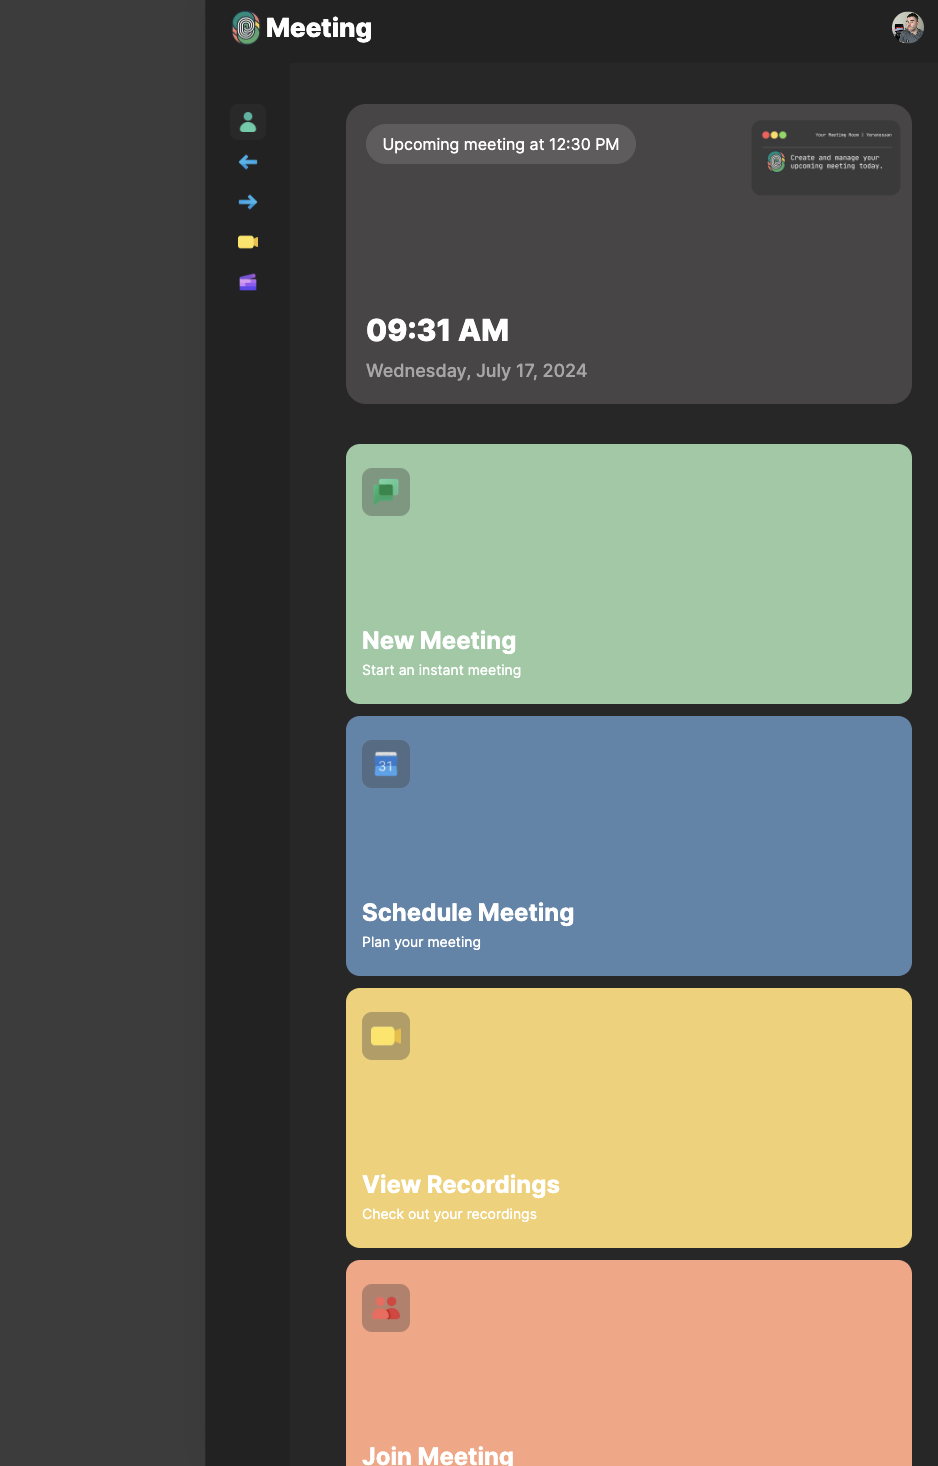 Meeting
Upcoming meeting at 12:30 PM
Your Meeting Room | Yoranossan
Create and manage your
upcoming meeting today.
09:31 AM
Wednesday, July 17, 2024
New Meeting
Start an instant meeting
31
Schedule Meeting
Plan your meeting
View Recordings
Check out your recordings
Join Meeting